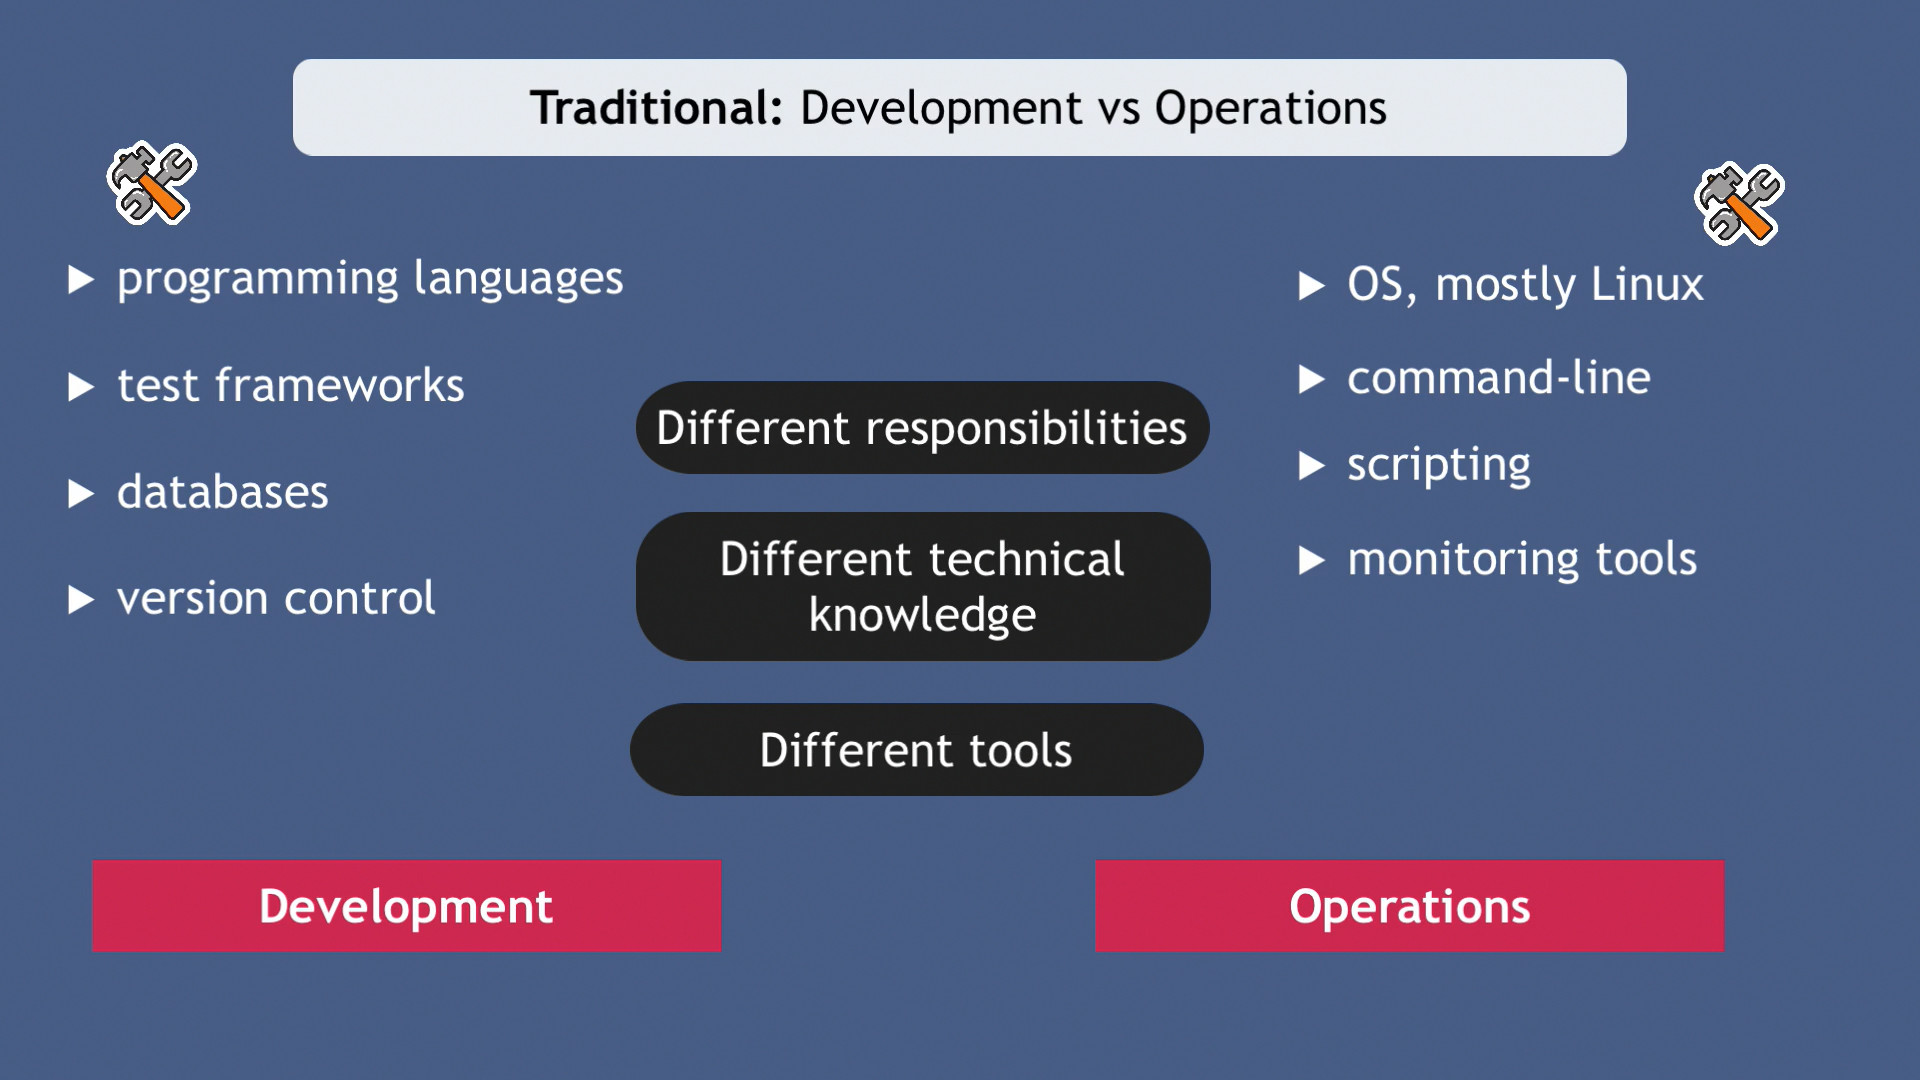 Traditional: Development vs Operations
programming languages
test frameworks
databases
version control
Different responsibilities
Different technical
knowledge
Different tools
OS, mostly Linux
command-line
scripting
monitoring tools
Development
Operations